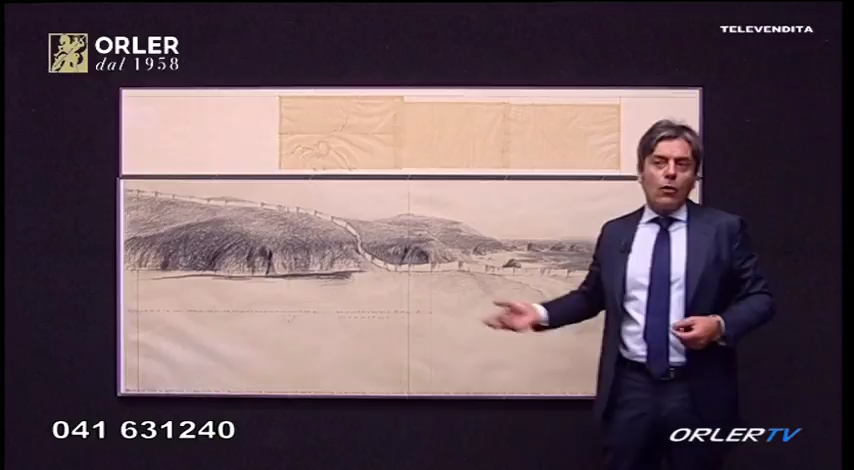 ORLER
dal 1958
TELEVENDITA
041 631240
ORLERTV